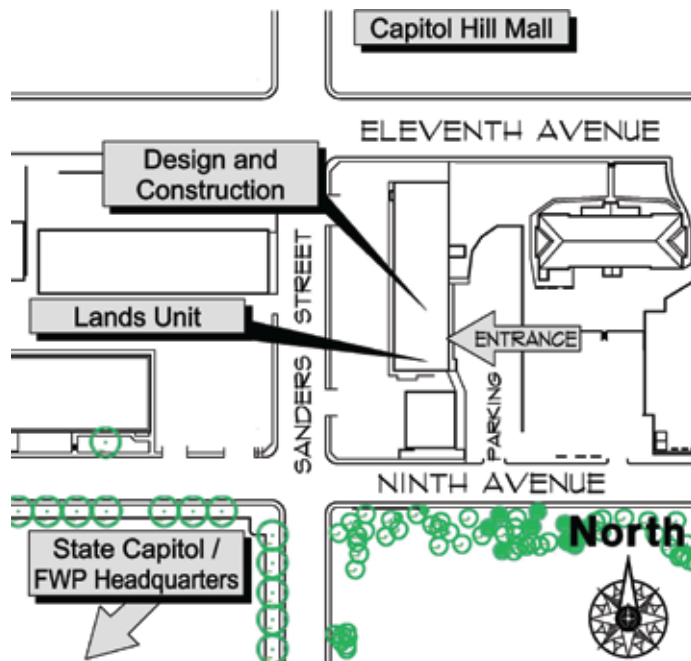 Capitol Hill Mall
ELEVENTH AVENUE
Design and
Construction
SANDERS STREET
Lands Unit
ENTRANCE
PARKING
NINTH AVENUE
State Capitol /
FWP Headquarters
North